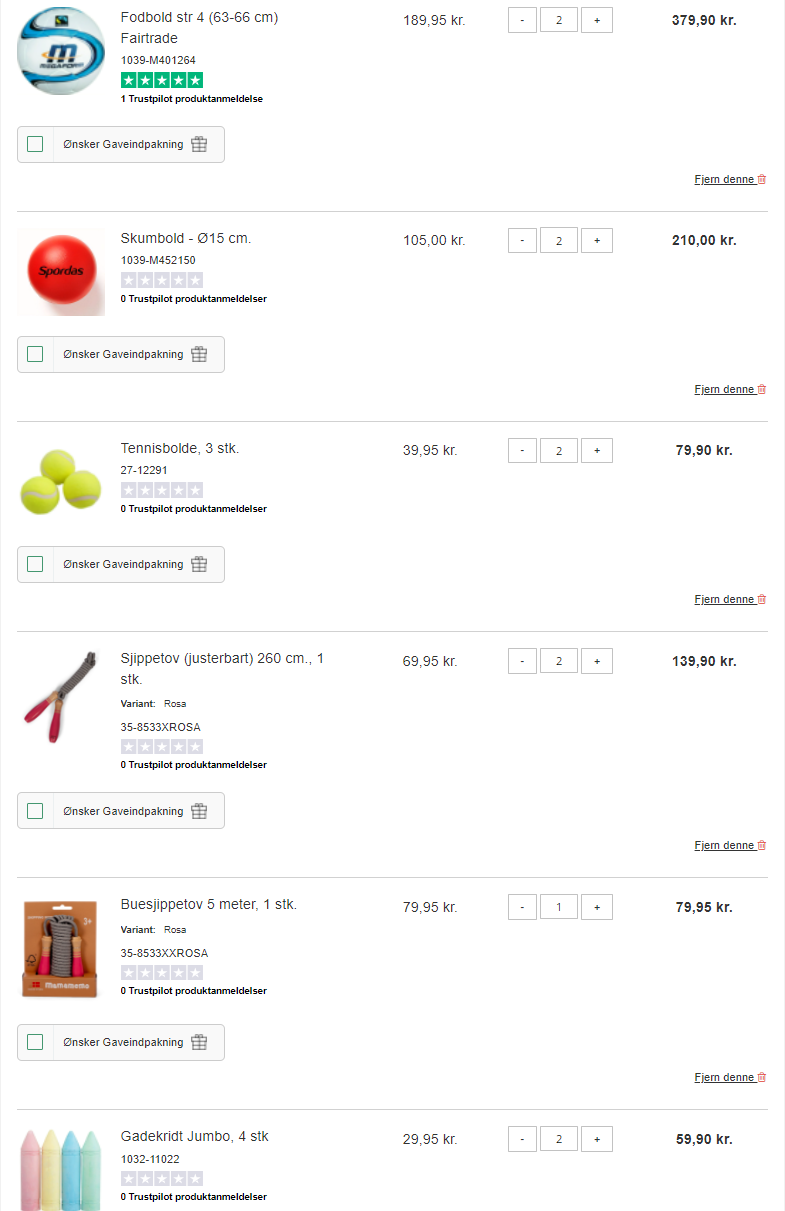 Fodbold str 4 (63-66 cm)
Fairtrade
189,95 kr.
- 2 +
379,90 kr.
1039-M401264
1 Trustpilot produktanmeldelse
Ønsker Gaveindpakning
Fjern denne
Skumbold - Ø15 cm.
105,00 kr.
- 2 +
210,00 kr.
Spordas
1039-M452150
0 Trustpilot produktanmeldelser
Ønsker Gaveindpakning
Fjern denne
Tennisbolde, 3 stk.
39,95 kr.
- 2 +
79,90 kr.
27-12291
0 Trustpilot produktanmeldelser
Ønsker Gaveindpakning
Fjern denne
Sjippetov (justerbart) 260 cm., 1
stk.
69,95 kr.
- 2 +
139,90 kr.
Variant: Rosa
35-8533XROSA
0 Trustpilot produktanmeldelser
Ønsker Gaveindpakning
Fjern denne
Buesjippetov 5 meter, 1 stk.
79,95 kr.
- 1 +
79,95 kr.
3+
Variant: Rosa
35-8533XXROSA
Mamamemo
0 Trustpilot produktanmeldelser
Ønsker Gaveindpakning
Fjern denne
Gadekridt Jumbo, 4 stk
29,95 kr.
- 2 +
59,90 kr.
1032-11022
0 Trustpilot produktanmeldelser